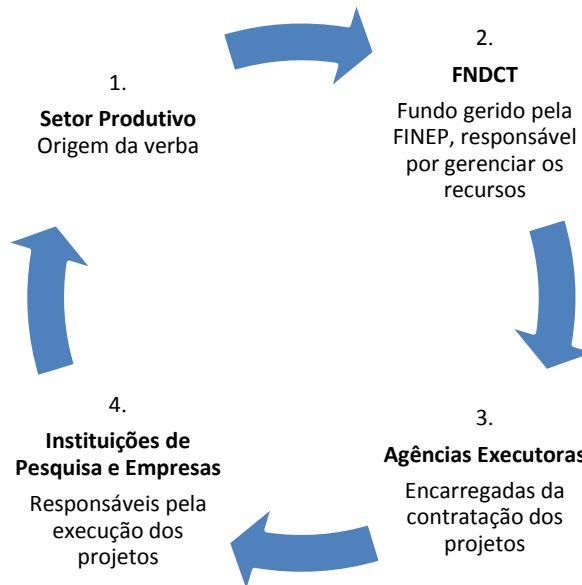 1.
Setor Produtivo
Origem da verba
2.
FNDCT
Fundo gerido pela
FINEP, responsável
por gerenciar os
recursos
3.
Agências Executoras
Encarregadas da
contratação dos
projetos
4.
Instituições de
Pesquisa e Empresas
Responsáveis pela
execução dos
projetos